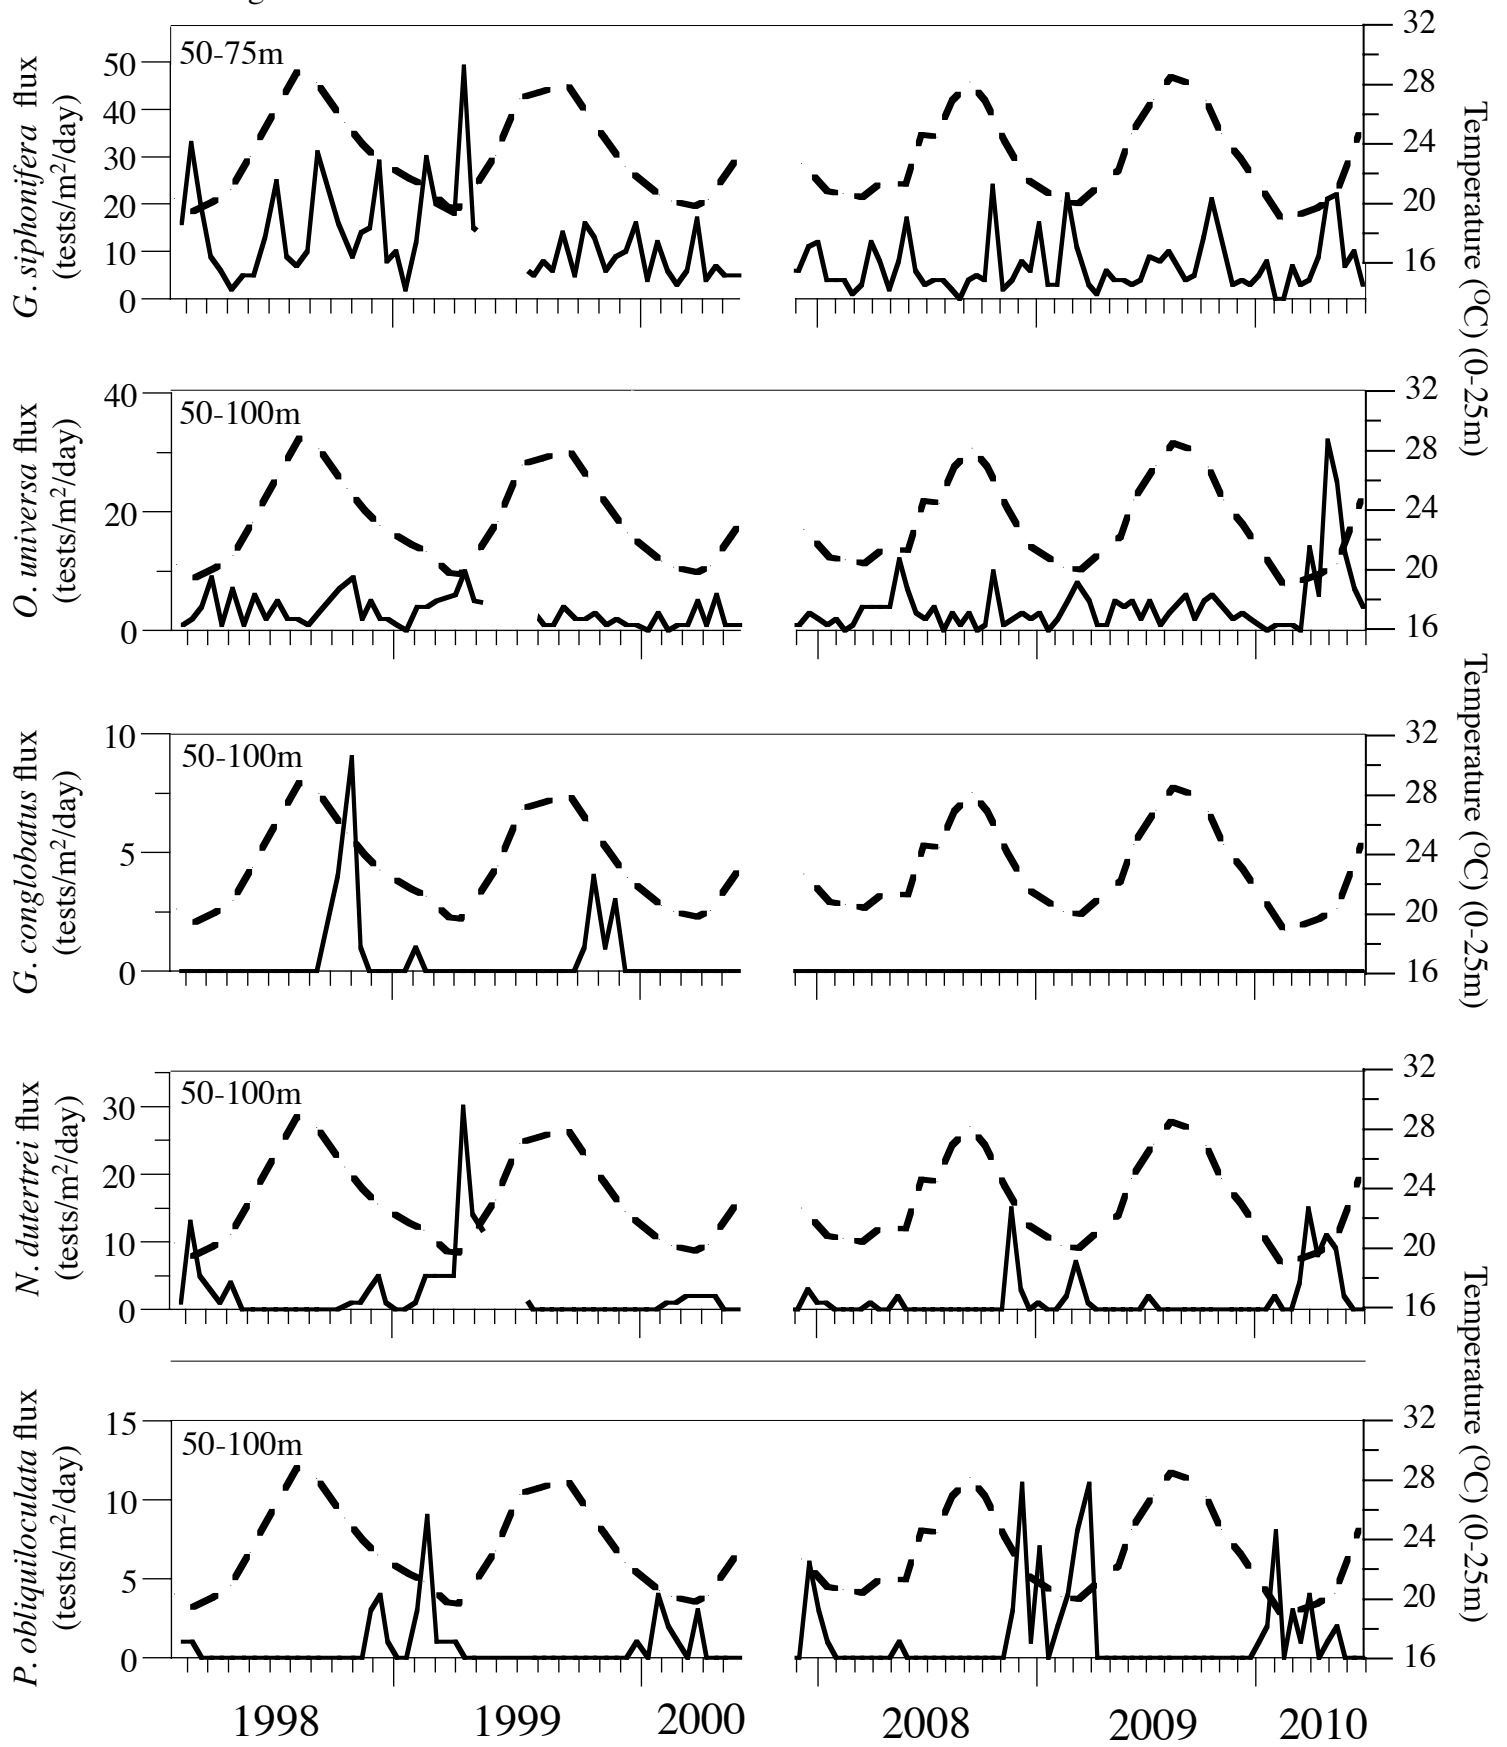 50-75m
G. siphonifera flux
(tests/m²/day)
50
40
30
20
10
0
32
28
24
20
16
Temperature (ᴼC) (0-25m)
50-100m
O. universa flux
(tests/m²/day)
40
20
0
32
28
24
20
16
50-100m
G. conglobatus flux
(tests/m²/day)
10
5
0
32
28
24
20
16
Temperature (ᴼC) (0-25m)
50-100m
N. dutertrei flux
(tests/m²/day)
30
20
10
0
32
28
24
20
16
50-100m
P. obliquiloculata flux
(tests/m²/day)
15
10
5
0
32
28
24
20
16
Temperature (ᴼC) (0-25m)
1998 1999 2000 2008 2009 2010